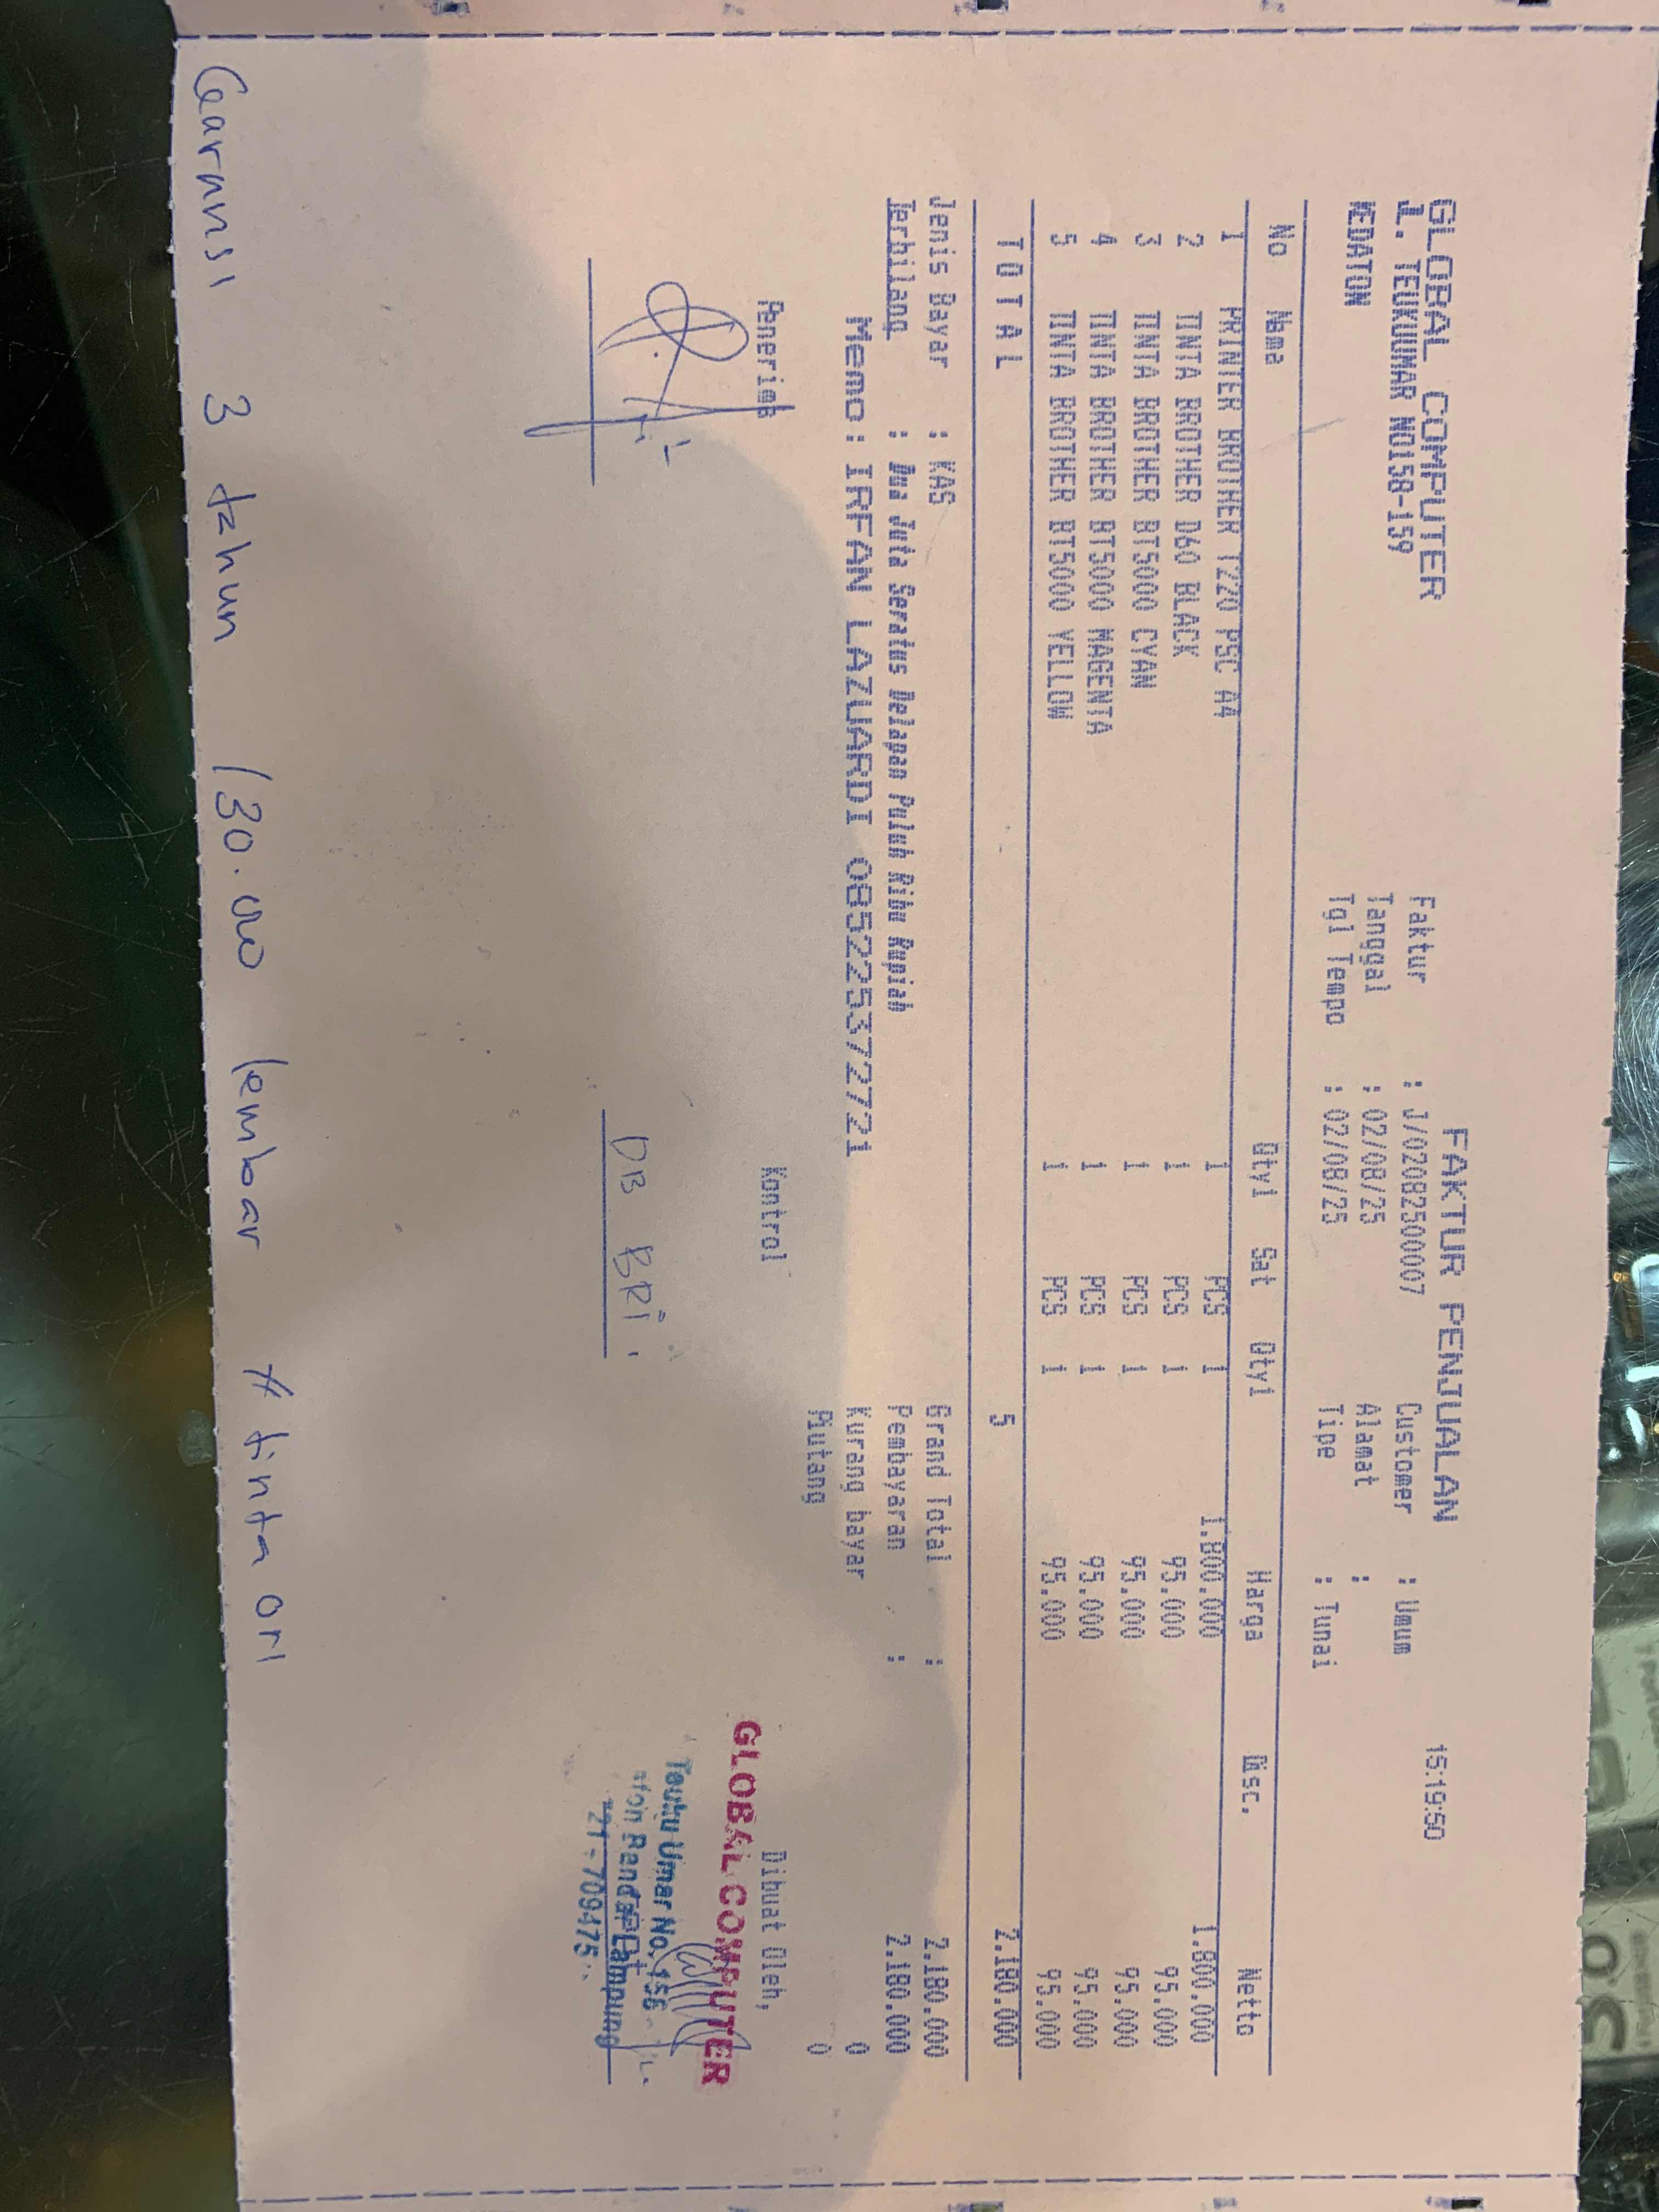 GLOBAL COMPUTER
FAKTUR PENJUALAN
15:19:50
JL. TEUKUMAR NO158-159
KEDATON
Faktur : J/0208250007
Tanggal : 02/08/25
Tgl Tempo : 02/08/25
Customer : Umum
Alamat :
Tipe : Tunai
No Nama Qty1 Sat Qty1 Harga Disc. Netto
1 PRINTER BROTHER T220 PSC A4 1 PCS 1 1.800.000 1.800.000
2 TINTA BROTHER D60 BLACK 1 PCS 1 95.000 95.000
3 TINTA BROTHER BT5000 CYAN 1 PCS 1 95.000 95.000
4 TINTA BROTHER BT5000 MAGENTA 1 PCS 1 95.000 95.000
5 TINTA BROTHER BT5000 YELLOW 1 PCS 1 95.000 95.000
T O T A L 5 2.180.000
Jenis Bayar : KAS
Grand Total : 2.180.000
Terbilang : Dua Juta Seratus Delapan Puluh Ribu Rupiah
Pembayaran : 2.180.000
Memo : IRFAN LAZUARDI 085225372721
Kurang bayar 0
Piutang 0
Penerima Kontrol Dibuat Oleh,
DB BRI.
GLOBAL COMPUTER
Teuku Umar No. 156
Lampung
21-709475
Garansi 3 tahun /30.000 lembar * tinta ori
5.0